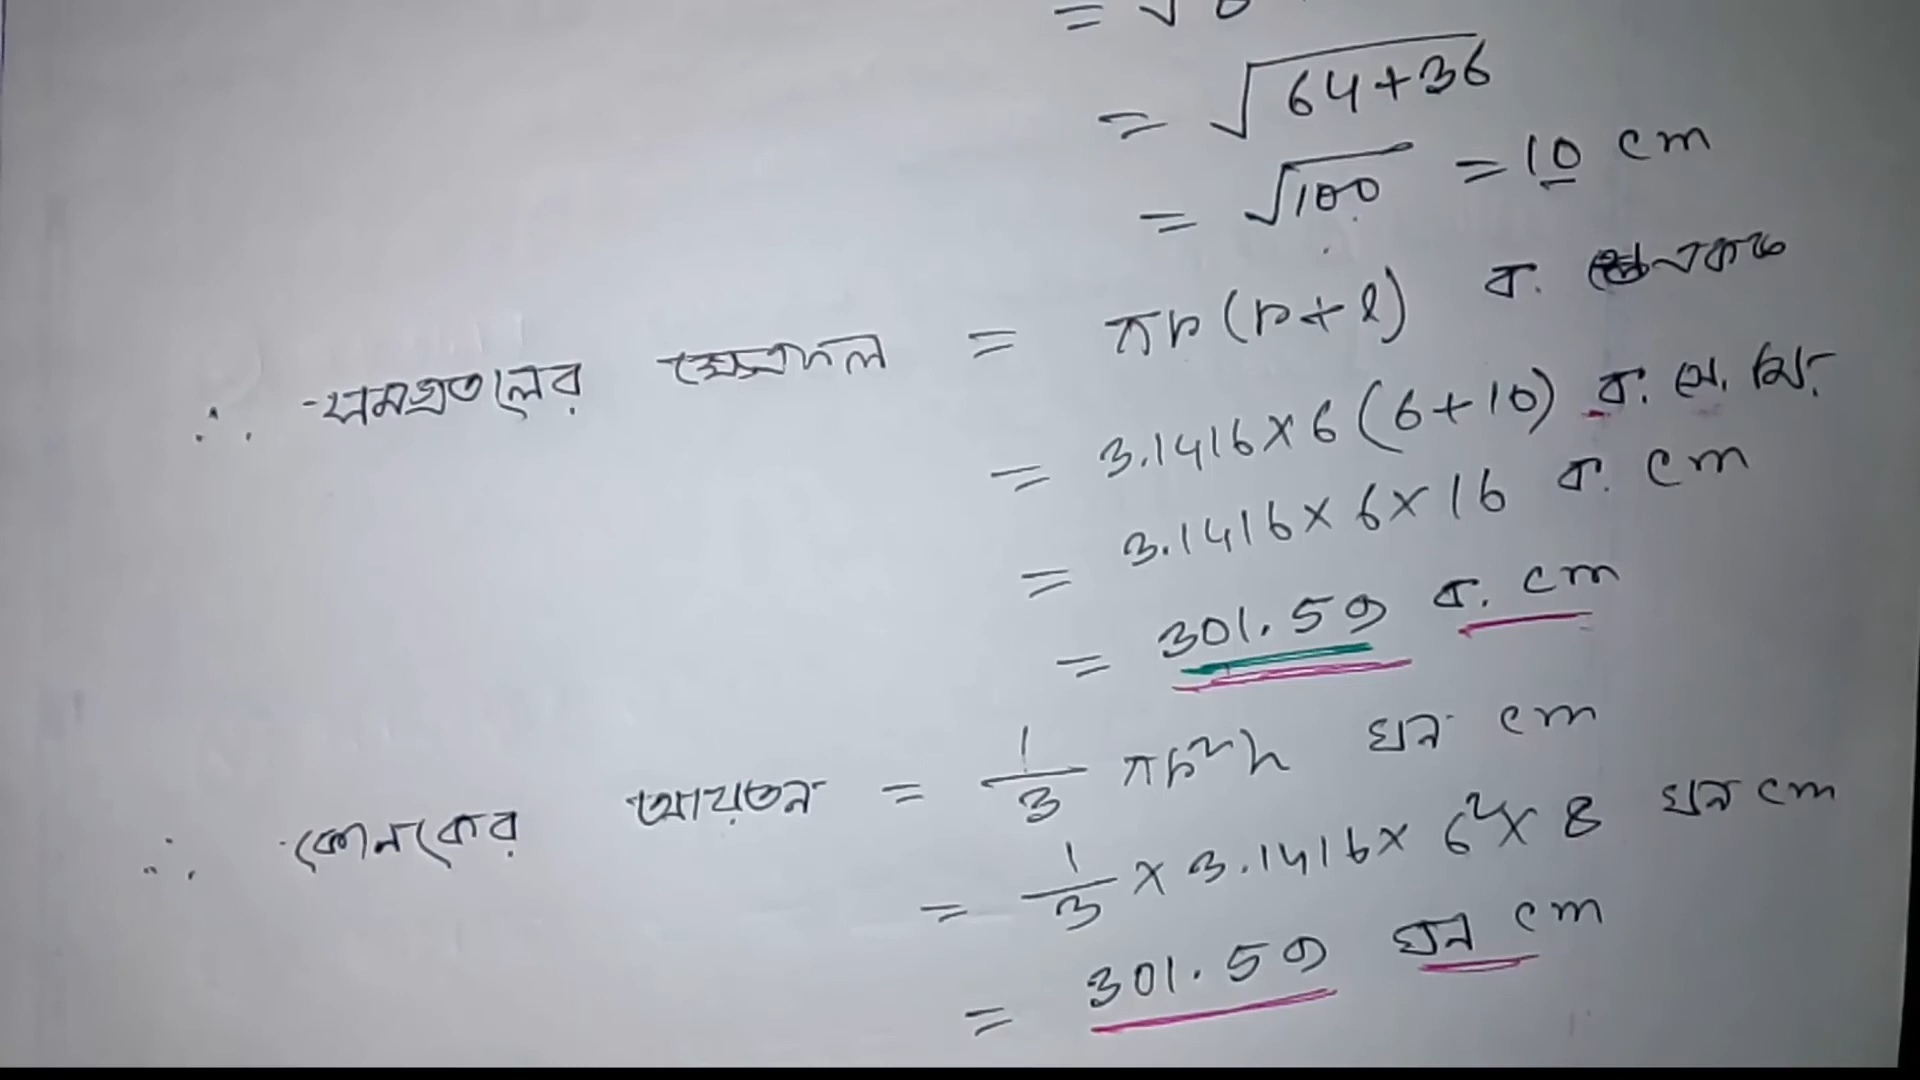 = √8
= √64+36
= √100 = 10 cm
∴ সমগ্রতলের ক্ষেত্রফল = πr(r+l) ব. একক
= 3.1416×6(6+10) ব. সে. মি.
= 3.1416×6×16 ব. cm
= 301.59 ব. cm
∴ কোণকের আয়তন = 1/3 πr²h ঘন cm
= 1/3 × 3.1416× 6²× 8 ঘন cm
= 301.59 ঘন cm